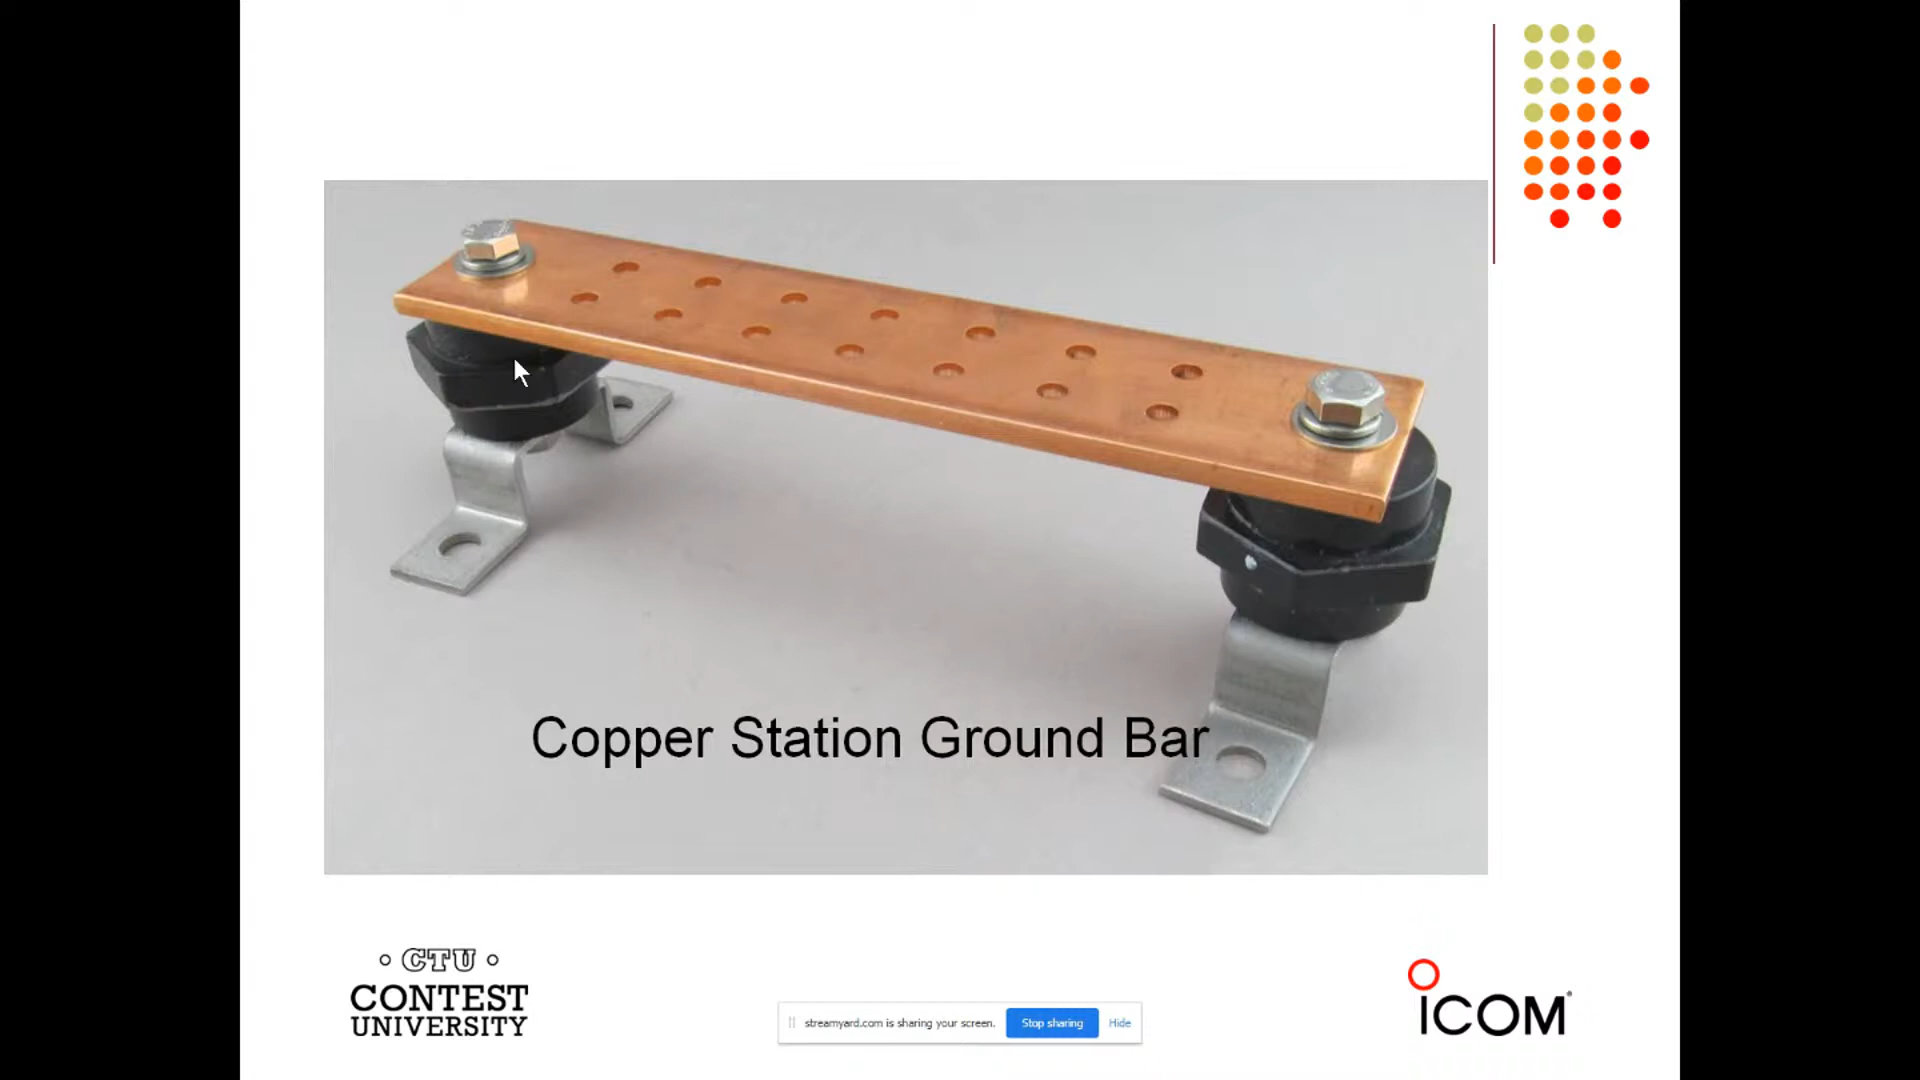 Copper Station Ground Bar
CTU
CONTEST
UNIVERSITY
streamyard.com is sharing your screen.
Stop sharing
Hide
ICOM